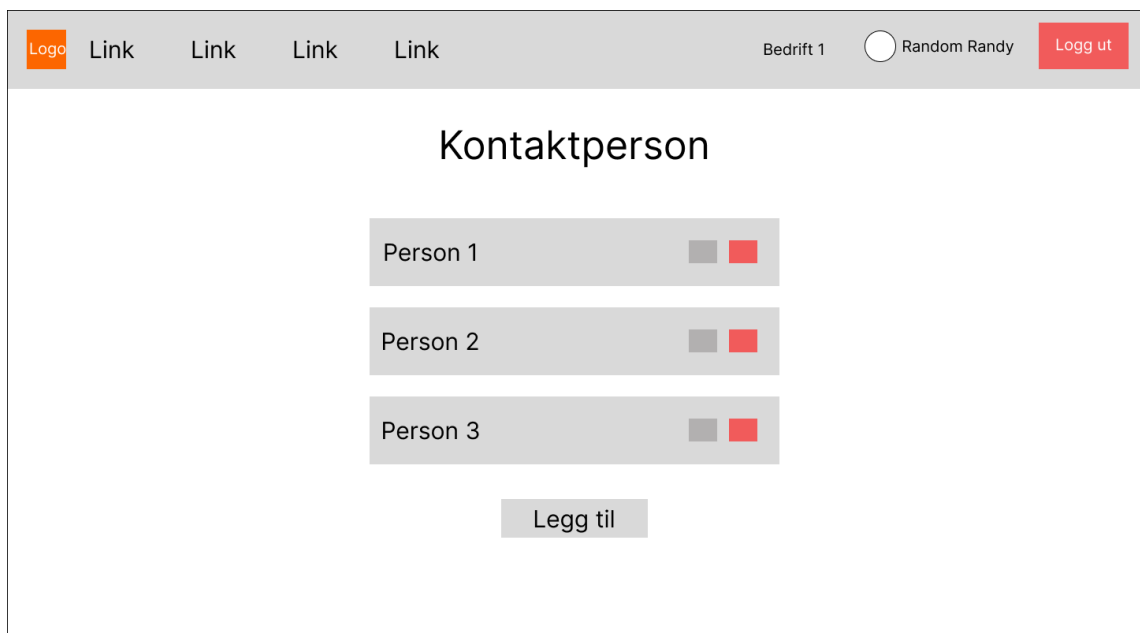 Logo Link Link Link Link Bedrift 1 Random Randy Logg ut
Kontaktperson
Person 1
Person 2
Person 3
Legg til